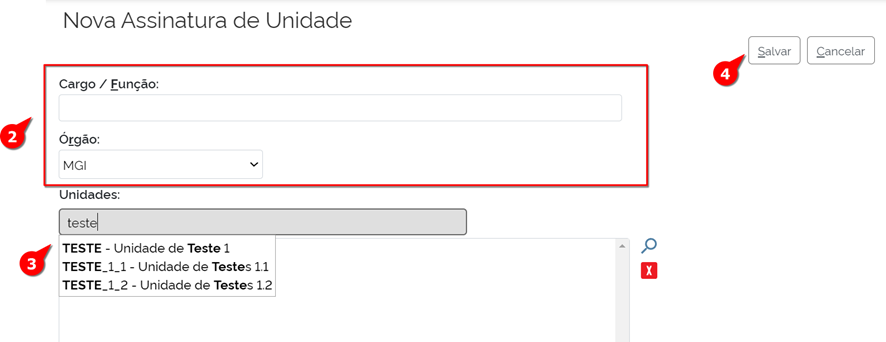 Nova Assinatura de Unidade
Salvar
Cancelar
4
Cargo / Função:
2
Órgão:
MGI
Unidades:
teste
3
TESTE - Unidade de Teste 1
TESTE_1_1 - Unidade de Testes 1.1
TESTE_1_2 - Unidade de Testes 1.2
X